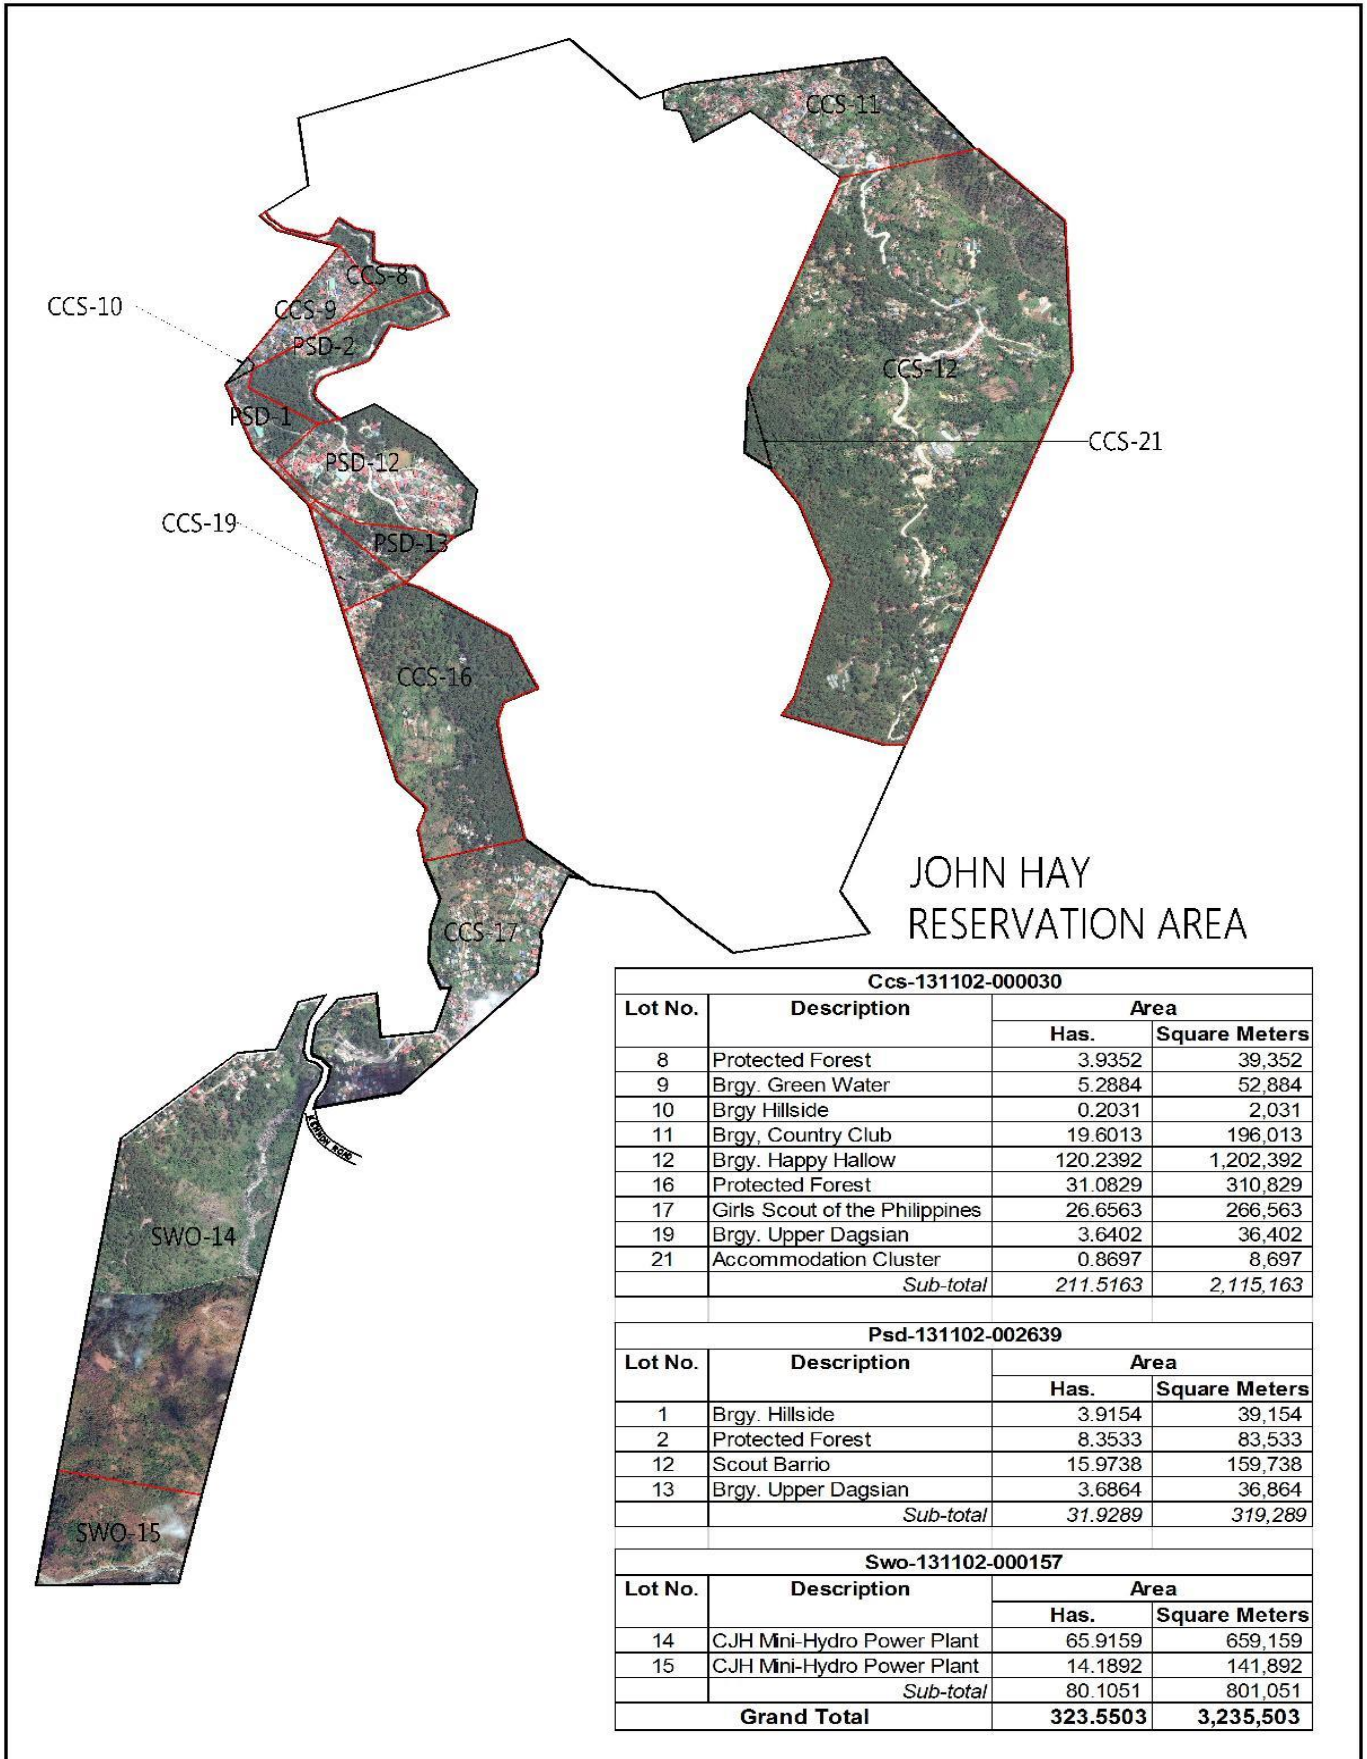 CCS-11
CCS-8
CCS-10
CCS-9
PSD-2
CCS-12
PSD-1
CCS-21
PSD-12
CCS-19
PSD-13
CCS-16
JOHN HAY
RESERVATION AREA
CCS-17
KENNON ROAD
SWO-14
SWO-15
Ccs-131102-000030
Lot No. Description Area
Has. Square Meters
8 Protected Forest 3.9352 39,352
9 Brgy. Green Water 5.2884 52,884
10 Brgy Hillside 0.2031 2,031
11 Brgy, Country Club 19.6013 196,013
12 Brgy. Happy Hallow 120.2392 1,202,392
16 Protected Forest 31.0829 310,829
17 Girls Scout of the Philippines 26.6563 266,563
19 Brgy. Upper Dagsian 3.6402 36,402
21 Accommodation Cluster 0.8697 8,697
Sub-total 211.5163 2,115,163
Psd-131102-002639
Lot No. Description Area
Has. Square Meters
1 Brgy. Hillside 3.9154 39,154
2 Protected Forest 8.3533 83,533
12 Scout Barrio 15.9738 159,738
13 Brgy. Upper Dagsian 3.6864 36,864
Sub-total 31.9289 319,289
Swo-131102-000157
Lot No. Description Area
Has. Square Meters
14 CJH Mini-Hydro Power Plant 65.9159 659,159
15 CJH Mini-Hydro Power Plant 14.1892 141,892
Sub-total 80.1051 801,051
Grand Total 323.5503 3,235,503